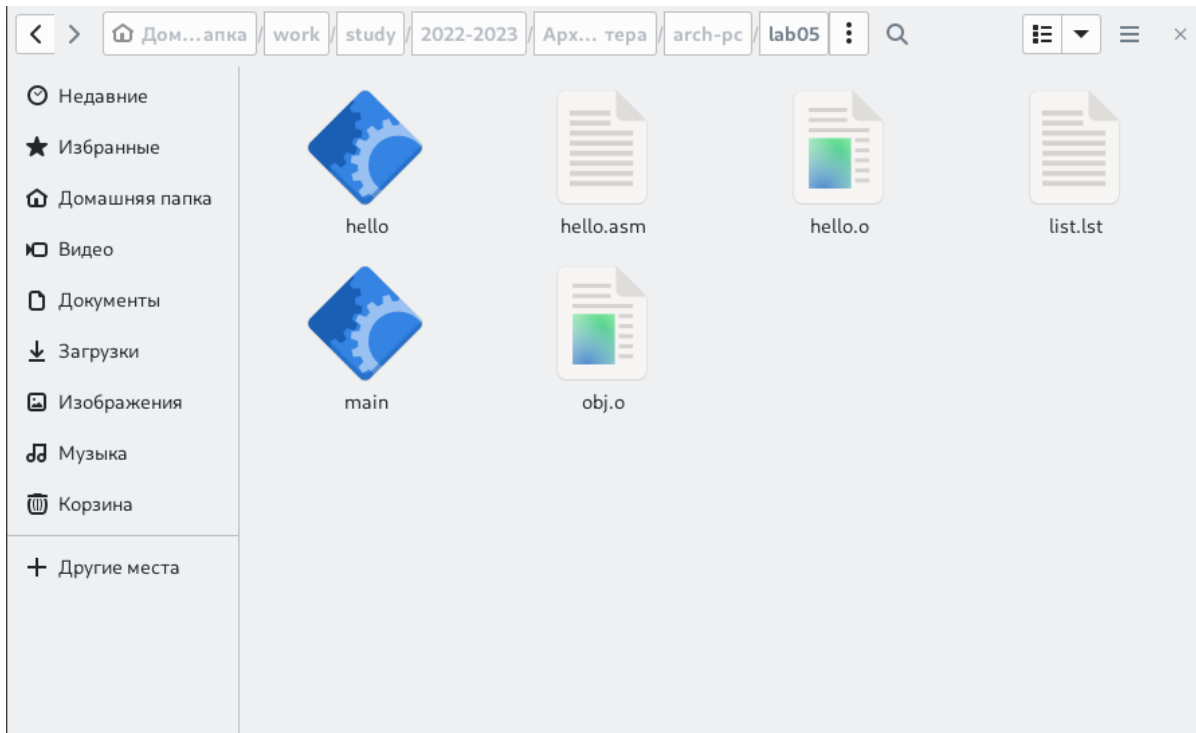 Дом...апка / work / study / 2022-2023 / Арх... тера / arch-pc / lab05
Недавние
Избранные
Домашняя папка
Видео
Документы
Загрузки
Изображения
Музыка
Корзина
Другие места
hello
hello.asm
hello.o
list.lst
main
obj.o